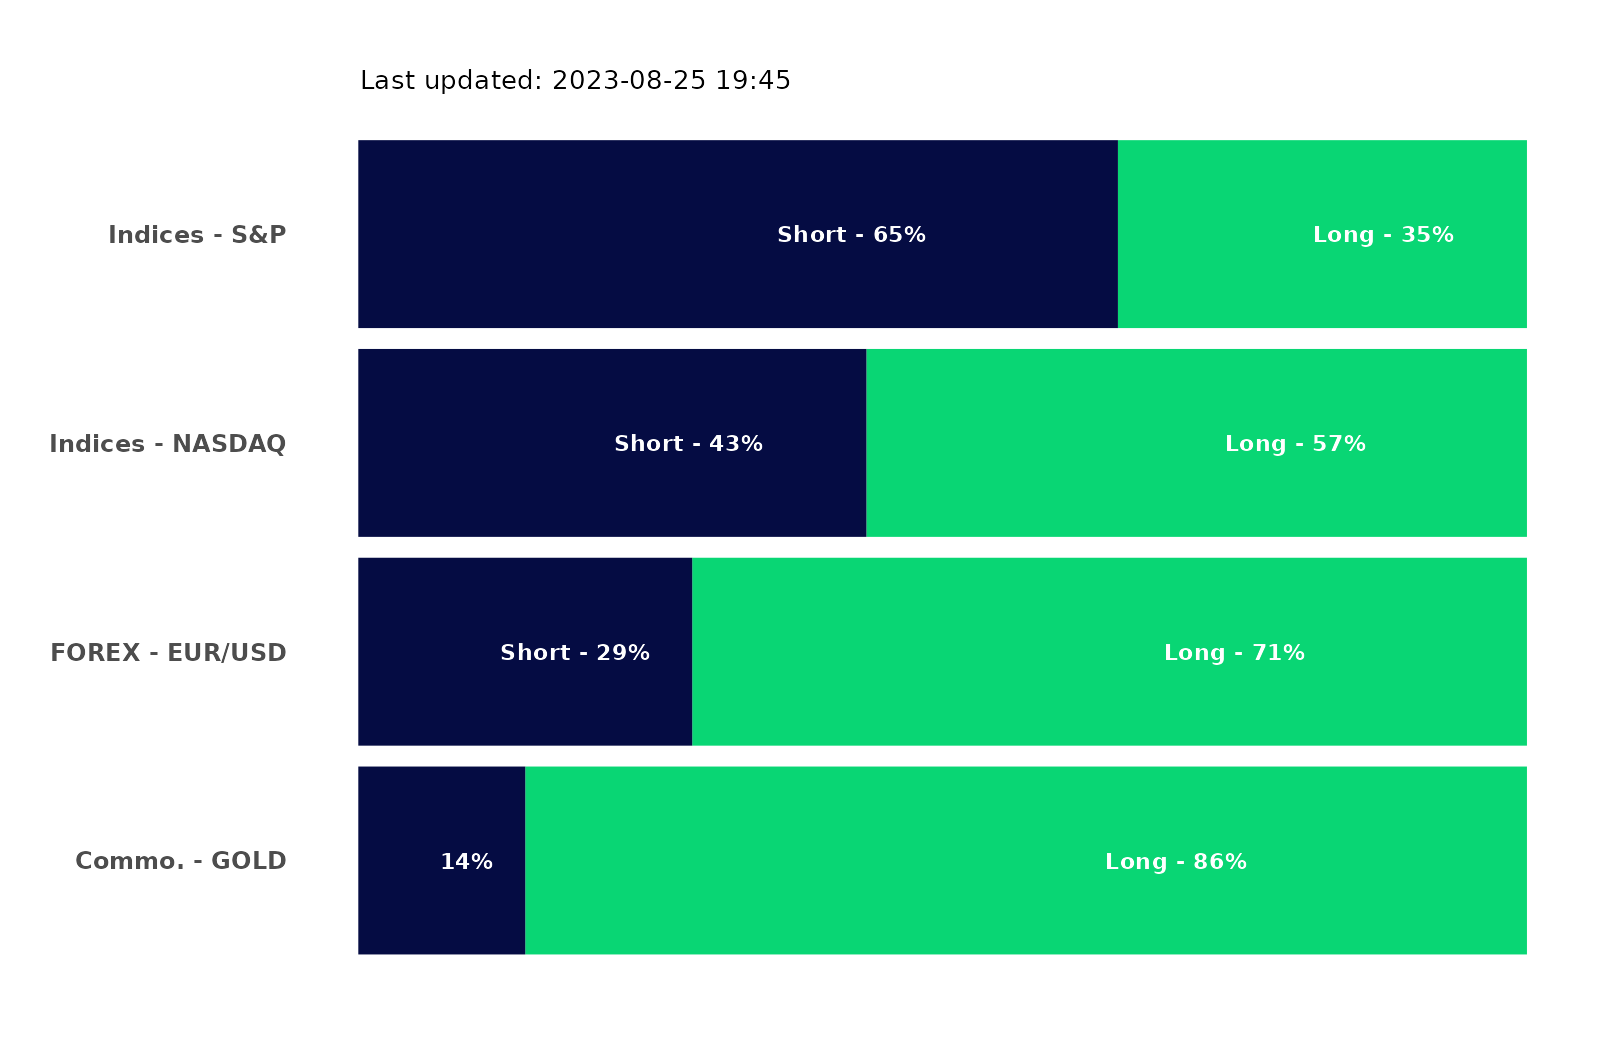 Last updated: 2023-08-25 19:45
Indices - S&P Short - 65% Long - 35%
Indices - NASDAQ Short - 43% Long - 57%
FOREX - EUR/USD Short - 29% Long - 71%
Commo. - GOLD 14% Long - 86%